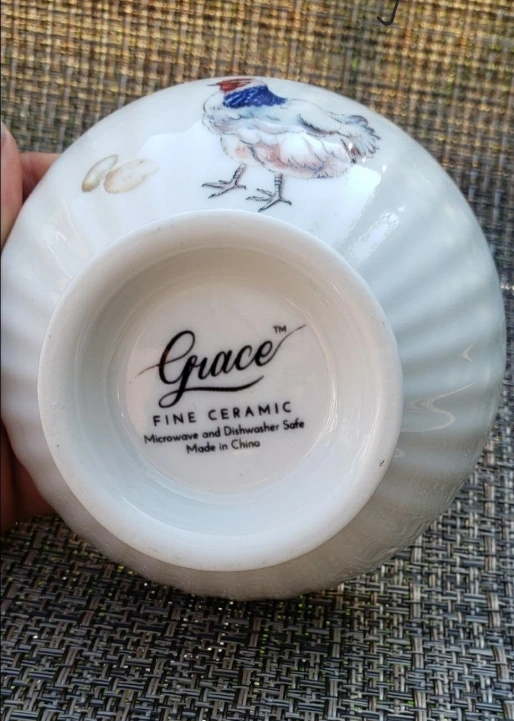 Grace™
FINE CERAMIC
Microwave and Dishwasher Safe
Made in China